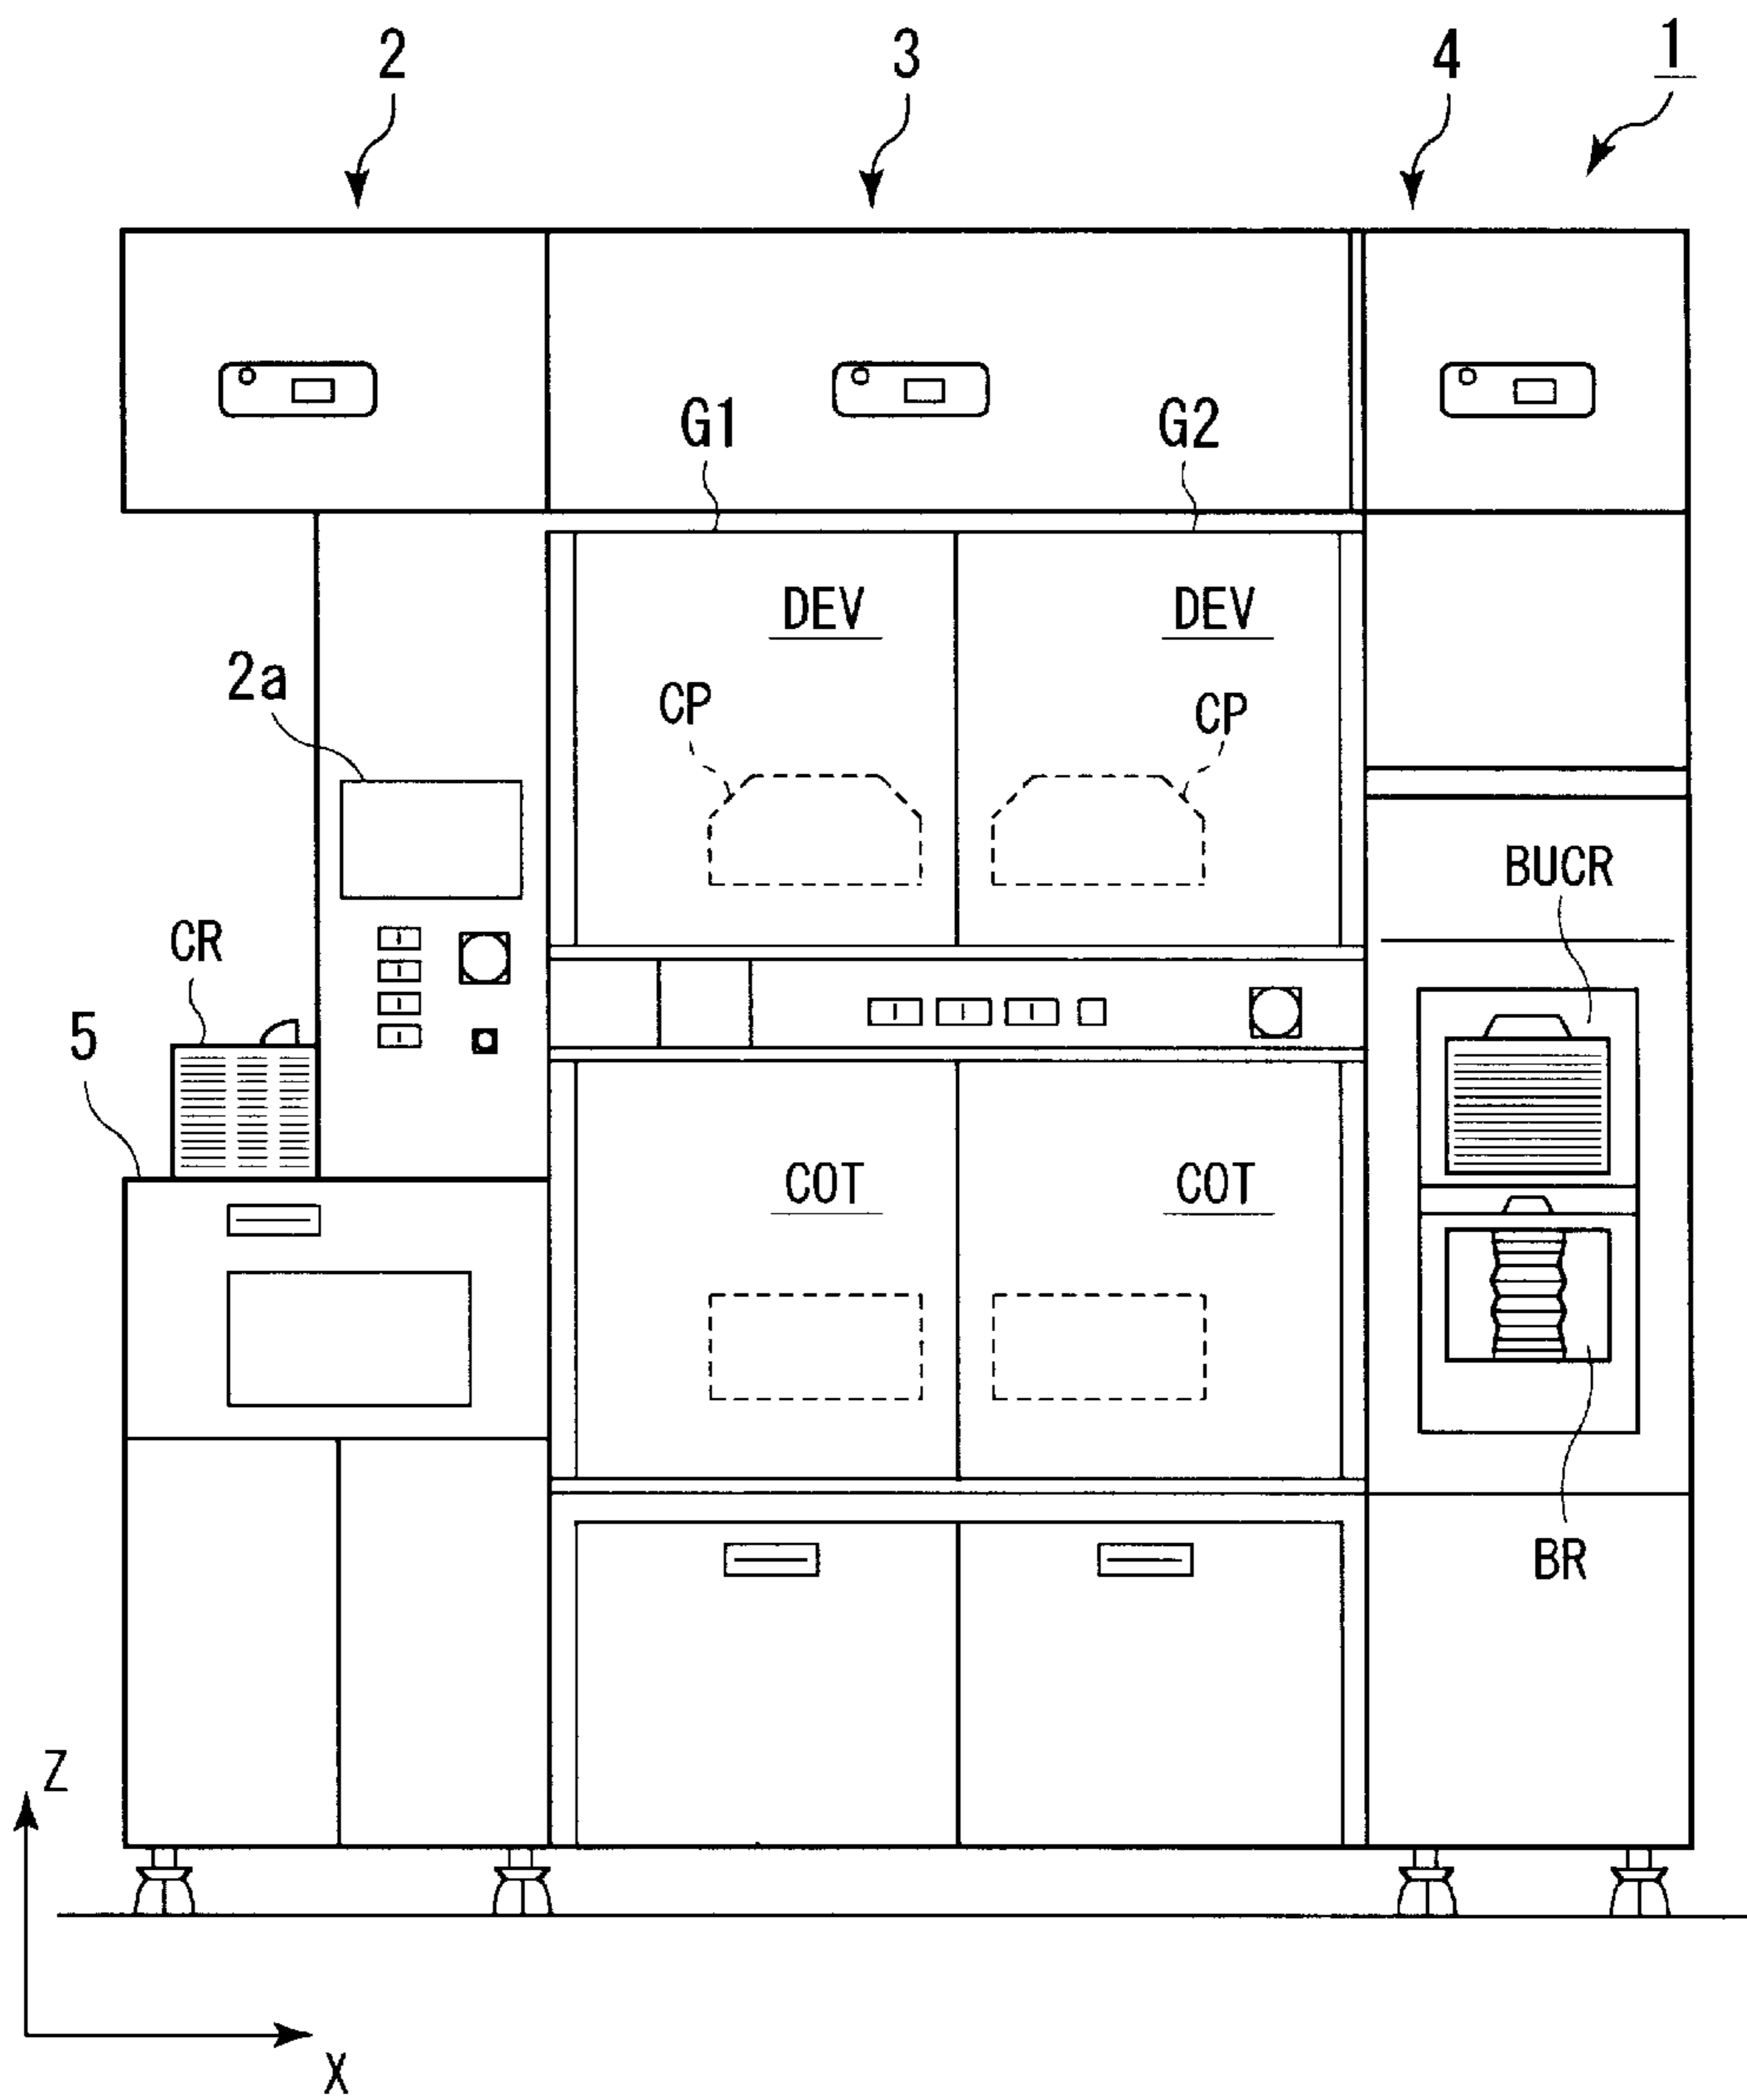 2 3 4 1
G1 G2
DEV DEV
2a CP CP
BUCR
CR
5
COT COT
BR
Z
X